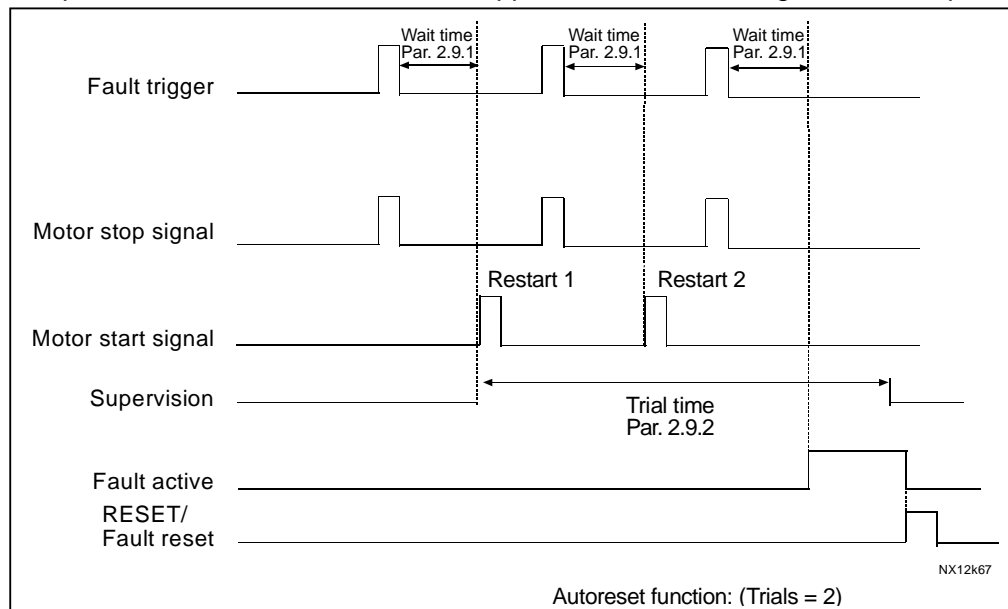 Wait time
Par. 2.9.1
Wait time
Par. 2.9.1
Wait time
Par. 2.9.1
Fault trigger
Motor stop signal
Restart 1
Restart 2
Motor start signal
Supervision
Trial time
Par. 2.9.2
Fault active
RESET/
Fault reset
NX12k67
Autoreset function: (Trials = 2)